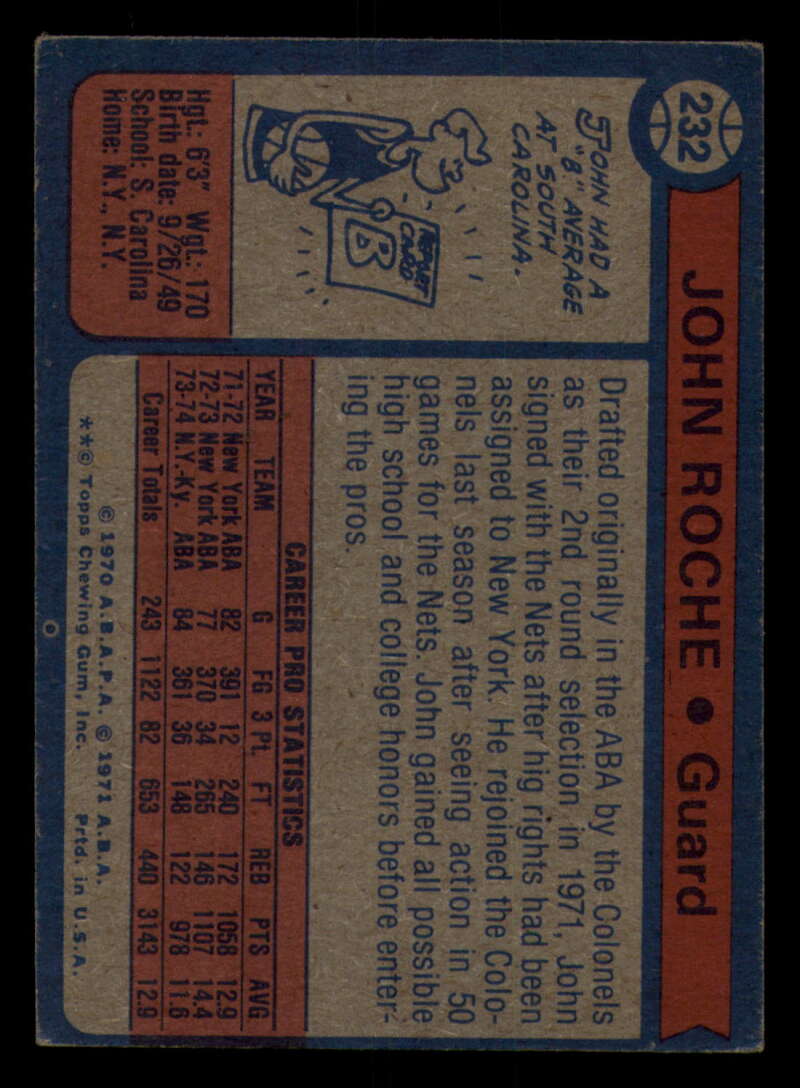 232
JOHN ROCHE • Guard
JOHN HAD A
"B" AVERAGE
AT SOUTH
CAROLINA.
REPORT
CARD
B
Hgt.: 6'3" Wgt.: 170
Birth date: 9/26/49
School: S. Carolina
Home: N.Y., N.Y.
Drafted originally in the ABA by the Colonels
as their 2nd round selection in 1971, John
signed with the Nets after hig rights had been
assigned to New York. He rejoined the Colo-
nels last season after seeing action in 50
games for the Nets. John gained all possible
high school and college honors before enter-
ing the pros.
CAREER PRO STATISTICS
YEAR TEAM G FG 3 Pt. FT REB PTS AVG
71-72 New York ABA 82 391 12 240 172 1058 12.9
72-73 New York ABA 77 370 34 265 146 1107 14.4
73-74 N.Y.-Ky. ABA 84 361 36 148 122 978 11.6
Career Totals 243 1122 82 653 440 3143 12.9
© 1970 A.B.A.P.A. © 1971 A.B.A.
**© Topps Chewing Gum, Inc. Prtd. in U.S.A.